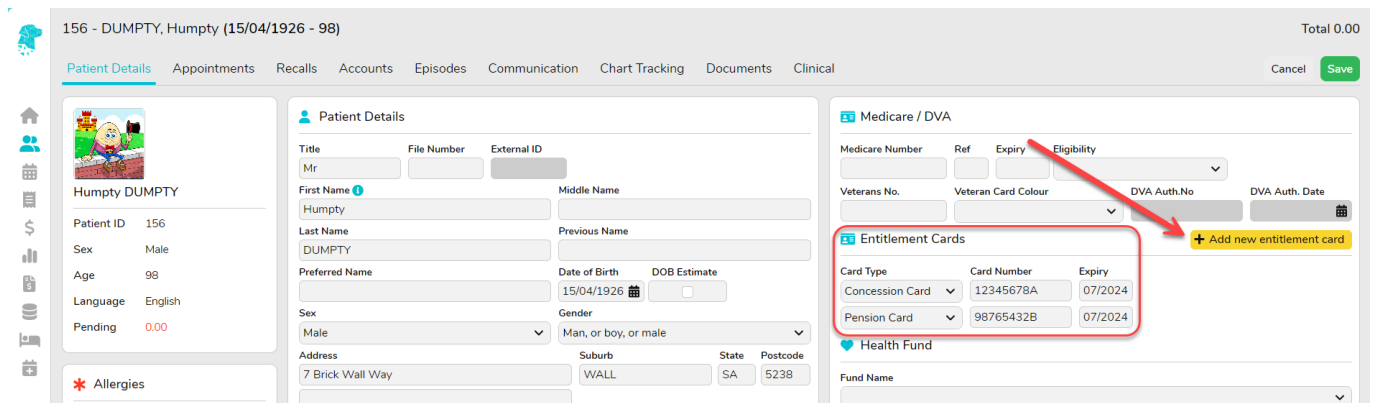 156 - DUMPTY, Humpty (15/04/1926 - 98)
Total 0.00
Patient Details Appointments Recalls Accounts Episodes Communication Chart Tracking Documents Clinical
Cancel Save
Humpty DUMPTY
Patient ID 156
Sex Male
Age 98
Language English
Pending 0.00
Allergies
Patient Details
Title File Number External ID
Mr
First Name Middle Name
Humpty
Last Name Previous Name
DUMPTY
Preferred Name Date of Birth DOB Estimate
15/04/1926
Sex Gender
Male Man, or boy, or male
Address Suburb State Postcode
7 Brick Wall Way WALL SA 5238
Medicare / DVA
Medicare Number Ref Expiry Eligibility
Veterans No. Veteran Card Colour DVA Auth.No DVA Auth. Date
Entitlement Cards
+ Add new entitlement card
Card Type Card Number Expiry
Concession Card 12345678A 07/2024
Pension Card 98765432B 07/2024
Health Fund
Fund Name